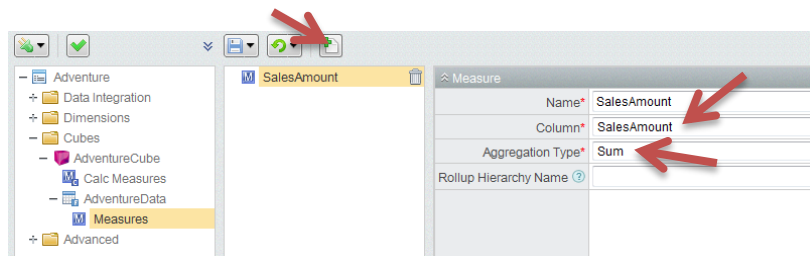 Adventure
Data Integration
Dimensions
Cubes
AdventureCube
Calc Measures
AdventureData
Measures
Advanced
SalesAmount
Measure
Name* SalesAmount
Column* SalesAmount
Aggregation Type* Sum
Rollup Hierarchy Name ?